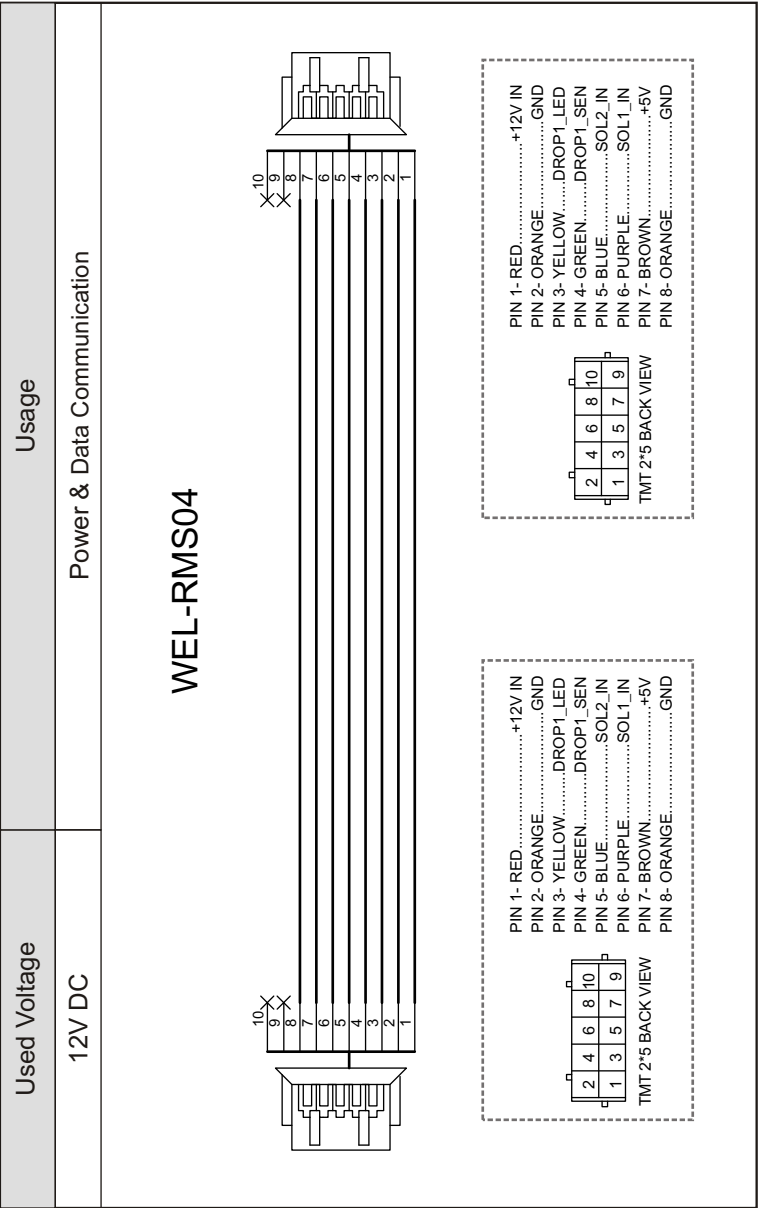 Used Voltage
Usage
12V DC
Power & Data Communication
WEL-RMS04
10
9
8
7
6
5
4
3
2
1
10
9
8
7
6
5
4
3
2
1
2 4 6 8 10
1 3 5 7 9
TMT 2*5 BACK VIEW
PIN 1- RED..............................+12V IN
PIN 2- ORANGE..............................GND
PIN 3- YELLOW.........DROP1_LED
PIN 4- GREEN..........DROP1_SEN
PIN 5- BLUE....................SOL2_IN
PIN 6- PURPLE................SOL1_IN
PIN 7- BROWN........................+5V
PIN 8- ORANGE......................GND
2 4 6 8 10
1 3 5 7 9
TMT 2*5 BACK VIEW
PIN 1- RED..............................+12V IN
PIN 2- ORANGE..............................GND
PIN 3- YELLOW.........DROP1_LED
PIN 4- GREEN..........DROP1_SEN
PIN 5- BLUE....................SOL2_IN
PIN 6- PURPLE................SOL1_IN
PIN 7- BROWN........................+5V
PIN 8- ORANGE......................GND